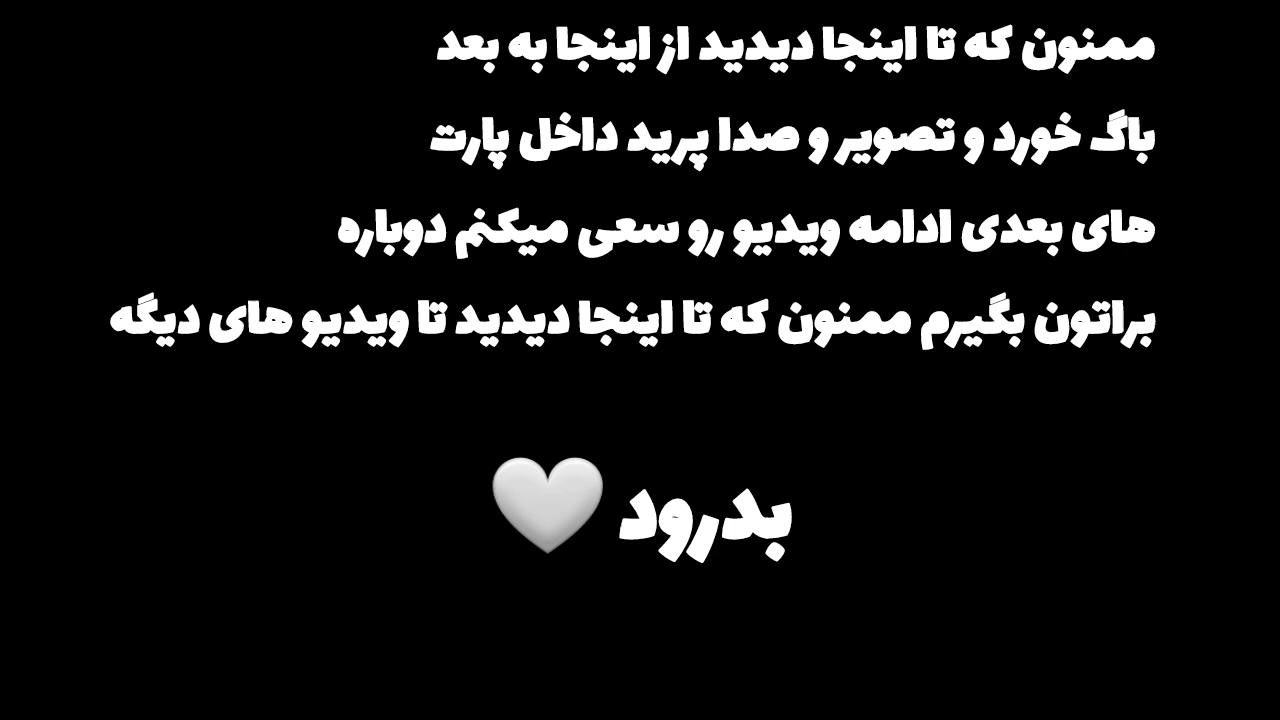 ممنون که تا اینجا دیدید از اینجا به بعد
باگ خورد و تصویر و صدا پرید داخل پارت
های بعدی ادامه ویدیو رو سعی میکنم دوباره
براتون بگیرم ممنون که تا اینجا دیدید تا ویدیو های دیگه
بدرود 🤍